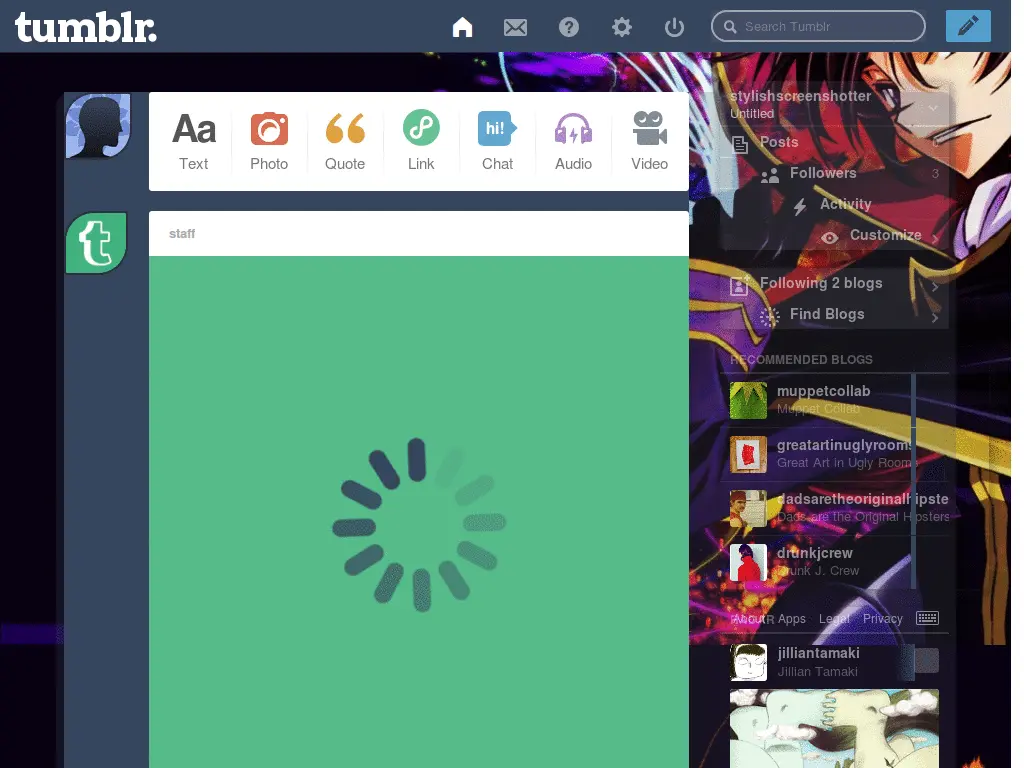 tumblr.
Search Tumblr
Aa
hi!
Text
Photo
Quote
Link
Chat
Audio
Video
staff
stylishscreenshotter
Untitled
Posts
Followers 3
Activity
Customize
Following 2 blogs
Find Blogs
RECOMMENDED BLOGS
muppetcollab
Muppet Collab
greatartinuglyrooms
Great Art in Ugly Rooms
dadsaretheoriginalhipste
Dads are the Original Hipsters
drunkjcrew
Drunk J. Crew
About Apps Legal Privacy
jilliantamaki
Jillian Tamaki